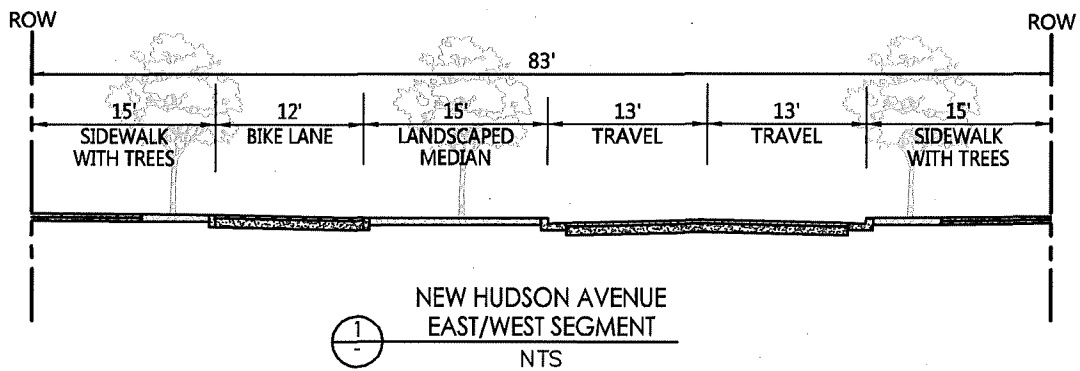 ROW
ROW
83'
15'
SIDEWALK
WITH TREES
12'
BIKE LANE
15'
LANDSCAPED
MEDIAN
13'
TRAVEL
13'
TRAVEL
15'
SIDEWALK
WITH TREES
NEW HUDSON AVENUE
EAST/WEST SEGMENT
1
-
NTS